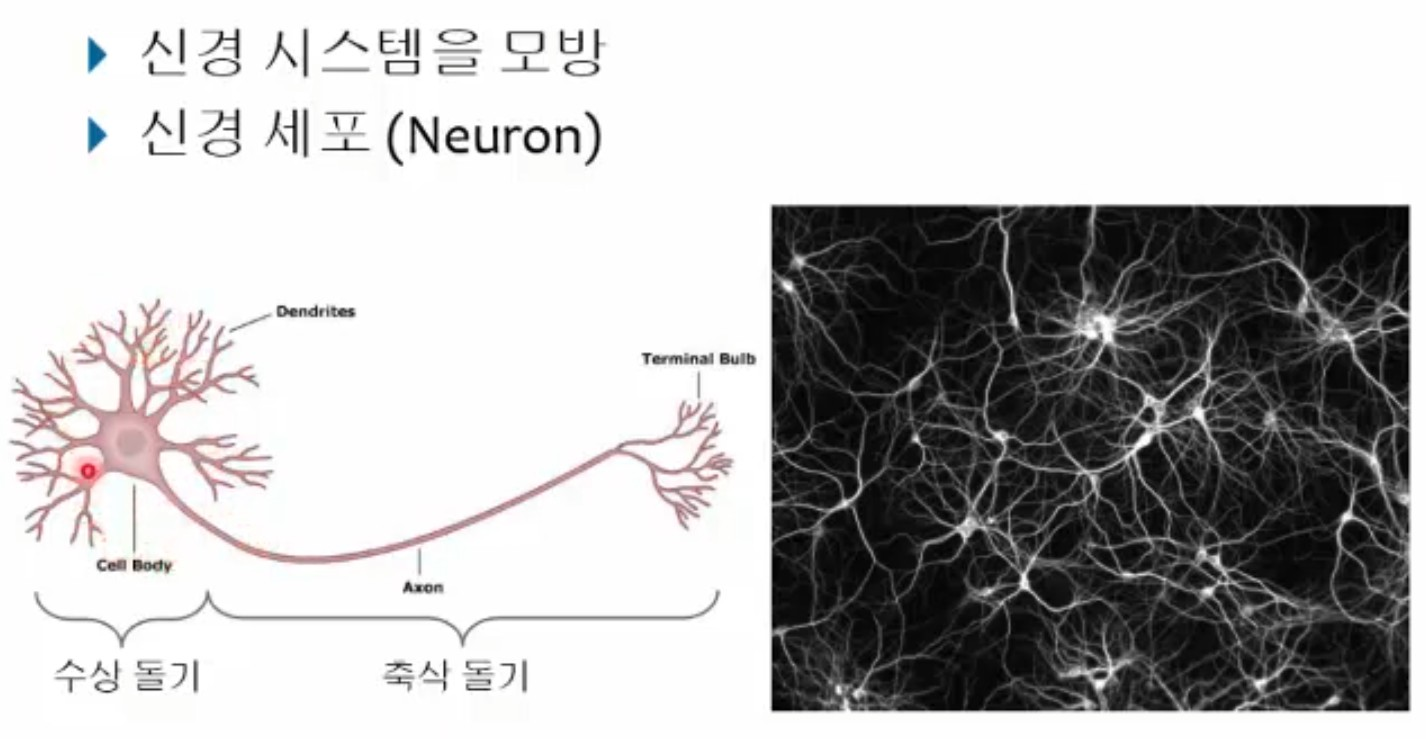 신경 시스템을 모방
신경 세포 (Neuron)
Dendrites
Terminal Bulb
Cell Body
Axon
수상 돌기
축삭 돌기